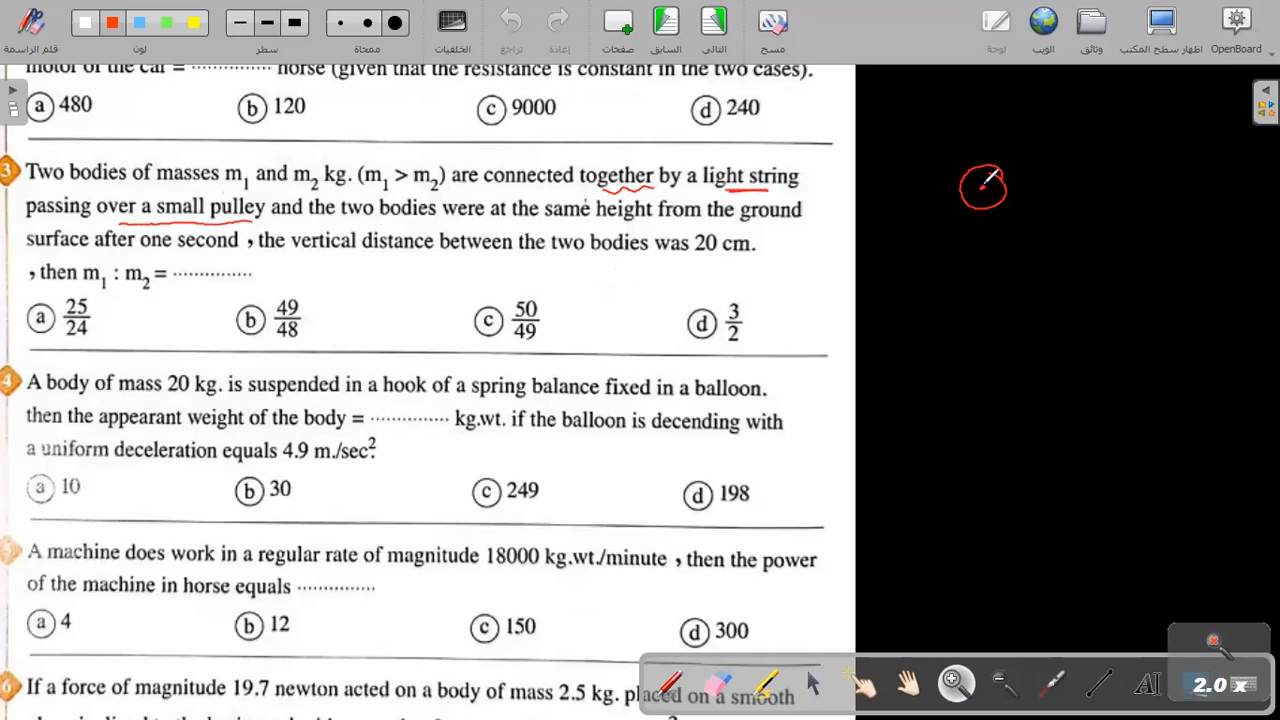 قلم الراسمة
لون
سطر
ممحاة
الخلفيات
تراجع
إعادة
صفحات
السابق
التالي
مسح
لوحة
الويب
وثائق
اظهار سطح المكتب
OpenBoard
motor of the car = ............... horse (given that the resistance is constant in the two cases).
a 480 b 120 c 9000 d 240
3 Two bodies of masses m₁ and m₂ kg. (m₁ > m₂) are connected together by a light string
passing over a small pulley and the two bodies were at the same height from the ground
surface after one second , the vertical distance between the two bodies was 20 cm.
, then m₁ : m₂ = ...............
a 25/24 b 49/48 c 50/49 d 3/2
4 A body of mass 20 kg. is suspended in a hook of a spring balance fixed in a balloon.
then the appearant weight of the body = ............... kg.wt. if the balloon is decending with
a uniform deceleration equals 4.9 m./sec².
a 10 b 30 c 249 d 198
5 A machine does work in a regular rate of magnitude 18000 kg.wt./minute , then the power
of the machine in horse equals ...............
a 4 b 12 c 150 d 300
6 If a force of magnitude 19.7 newton acted on a body of mass 2.5 kg. placed on a smooth
2.0 x